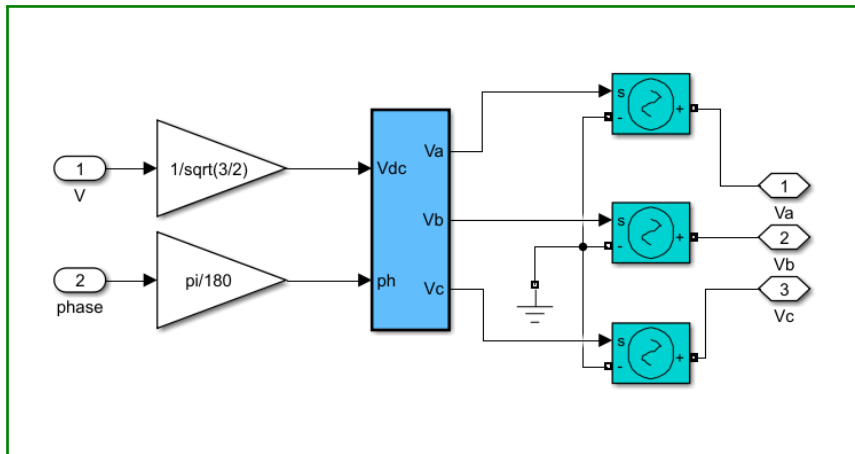 1
V
1/sqrt(3/2)
2
phase
pi/180
Vdc
ph
Va
Vb
Vc
s
-
+
s
-
+
s
-
+
1
Va
2
Vb
3
Vc